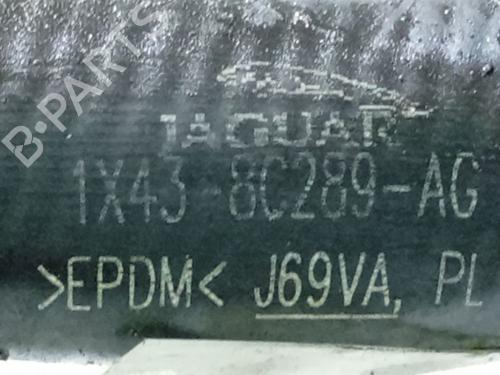 B-PARTS
JAGUAR
1X43-8C289-AG
>EPDM< J69VA, PL